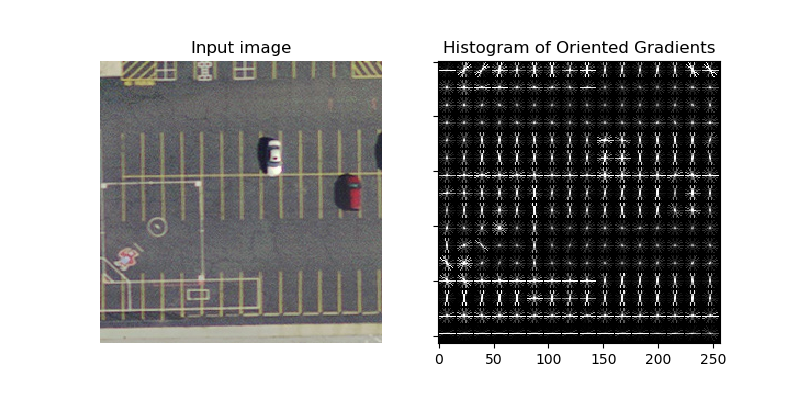 Input image
Histogram of Oriented Gradients
0 50 100 150 200 250